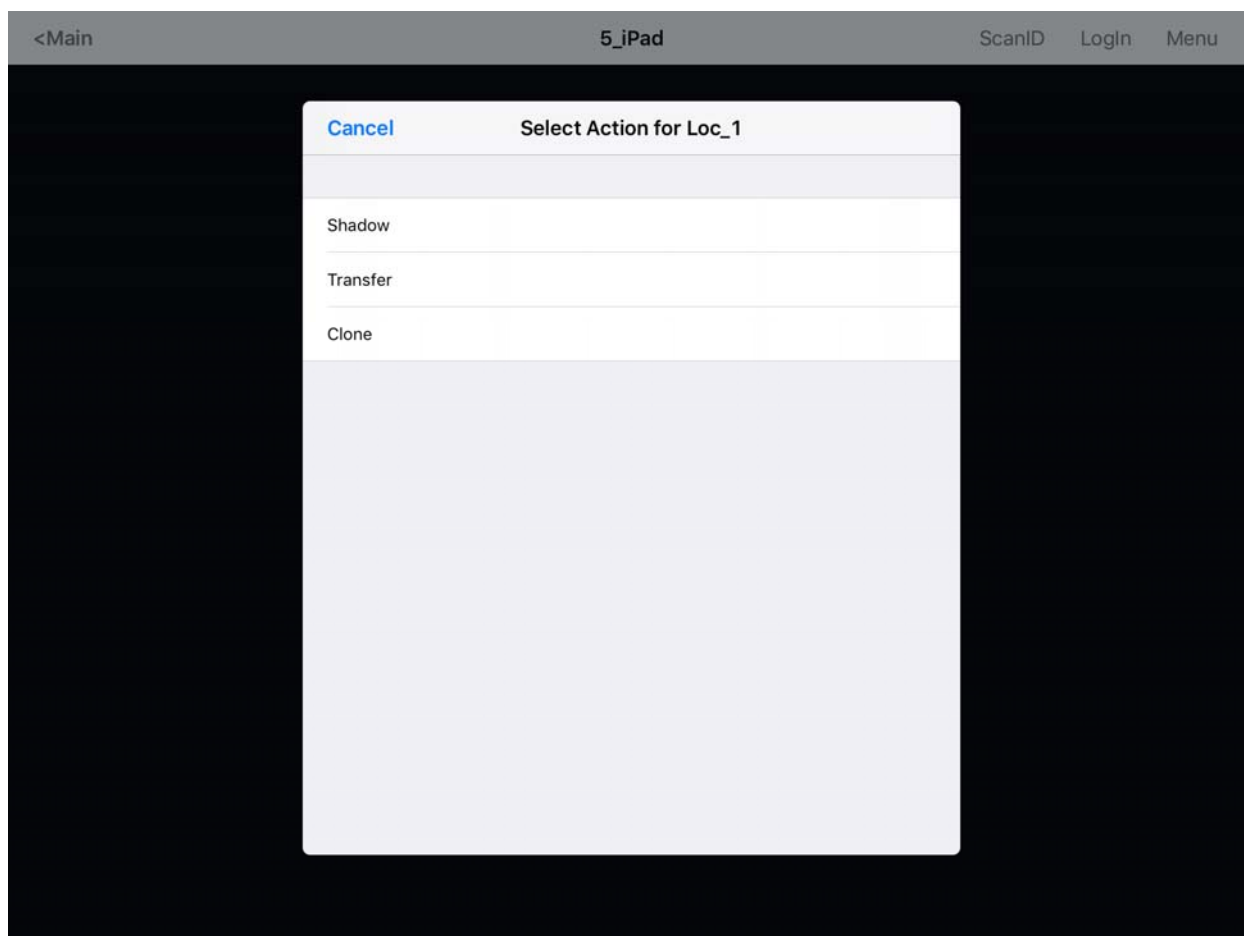 <Main 5_iPad ScanID LogIn Menu
Cancel Select Action for Loc_1
Shadow
Transfer
Clone